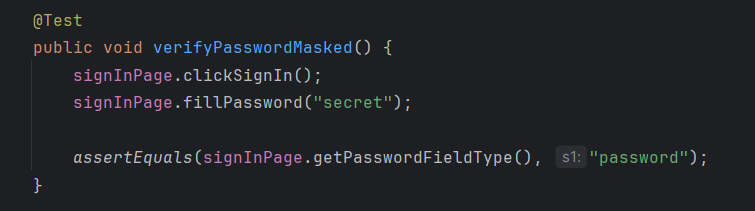 @Test
public void verifyPasswordMasked() {
    signInPage.clickSignIn();
    signInPage.fillPassword("secret");

    assertEquals(signInPage.getPasswordFieldType(), s1: "password");
}